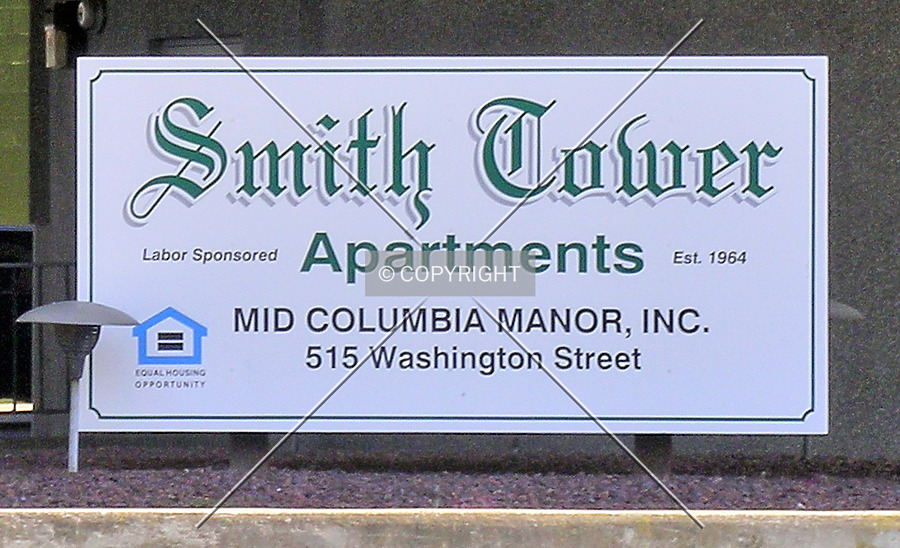 Smith Tower
Labor Sponsored Apartments Est. 1964
© COPYRIGHT
MID COLUMBIA MANOR, INC.
515 Washington Street
EQUAL HOUSING
OPPORTUNITY